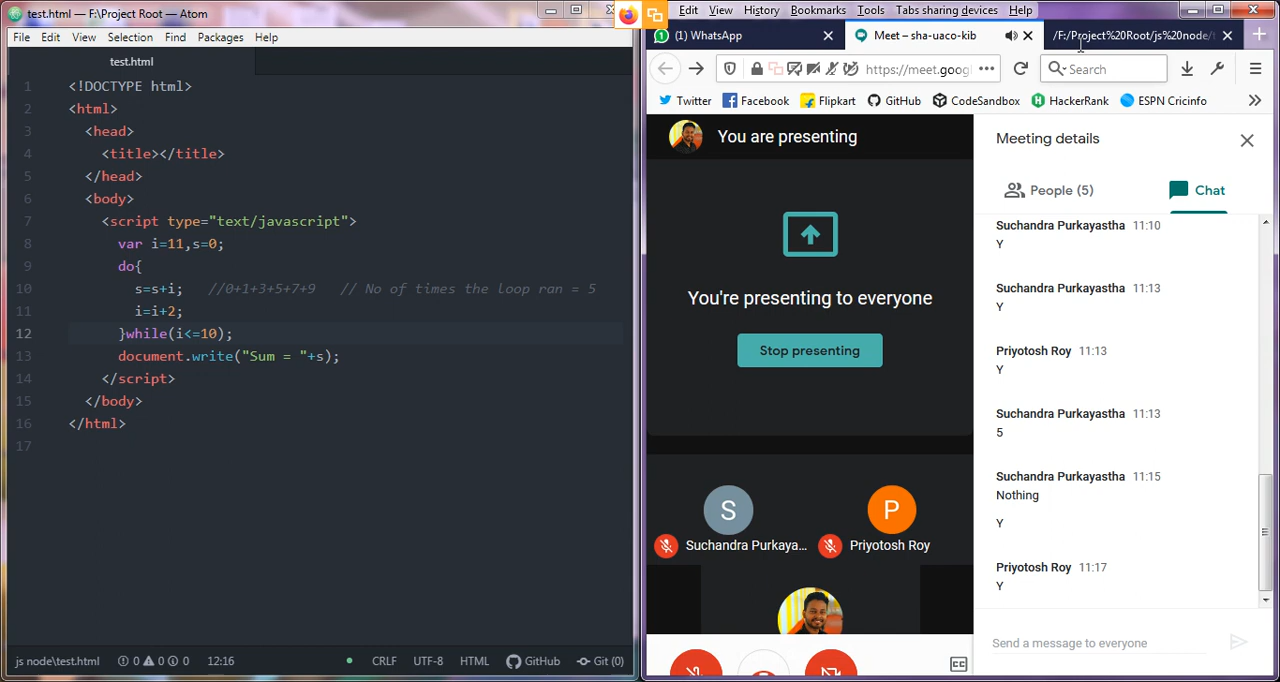 test.html — F:\Project Root — Atom
File Edit View Selection Find Packages Help
test.html
1 <!DOCTYPE html>
2 <html>
3 <head>
4 <title></title>
5 </head>
6 <body>
7 <script type="text/javascript">
8 var i=11,s=0;
9 do{
10 s=s+i; //0+1+3+5+7+9 // No of times the loop ran = 5
11 i=i+2;
12 }while(i<=10);
13 document.write("Sum = "+s);
14 </script>
15 </body>
16 </html>
17
js node\test.html 0 0 0 12:16 CRLF UTF-8 HTML GitHub Git (0)
Edit View History Bookmarks Tools Tabs sharing devices Help
1 (1) WhatsApp
Meet – sha-uaco-kib
/F:/Project%20Root/js%20node/
https://meet.goog
Search
Twitter Facebook Flipkart GitHub CodeSandbox HackerRank ESPN Cricinfo
You are presenting
You're presenting to everyone
Stop presenting
S
Suchandra Purkaya...
P
Priyotosh Roy
Meeting details
People (5)
Chat
Suchandra Purkayastha 11:10
Y
Suchandra Purkayastha 11:13
Y
Priyotosh Roy 11:13
Y
Suchandra Purkayastha 11:13
5
Suchandra Purkayastha 11:15
Nothing
Y
Priyotosh Roy 11:17
Y
Send a message to everyone
CC